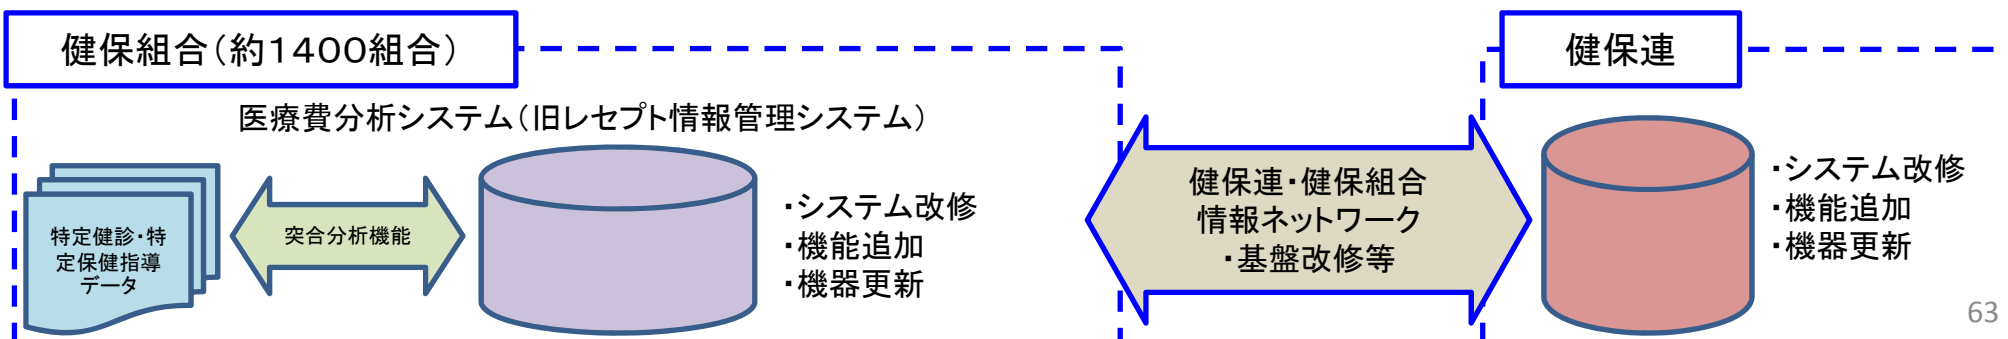 健保組合（約1400組合）
健保連
医療費分析システム（旧レセプト情報管理システム）
特定健診・特
定保健指導
データ
突合分析機能
・システム改修
・機能追加
・機器更新
健保連・健保組合
情報ネットワーク
・基盤改修等
・システム改修
・機能追加
・機器更新
63